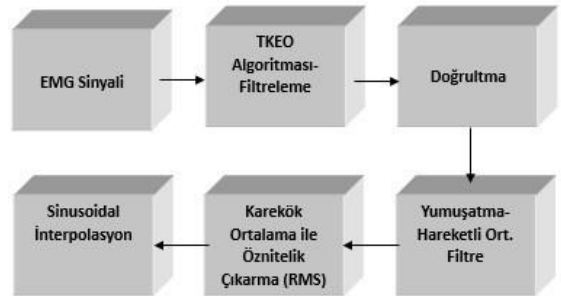 EMG Sinyali
TKEO
Algoritması-
Filtreleme
Doğrultma
Yumuşatma-
Hareketli Ort.
Filtre
Karekök
Ortalama ile
Öznitelik
Çıkarma (RMS)
Sinusoidal
İnterpolasyon